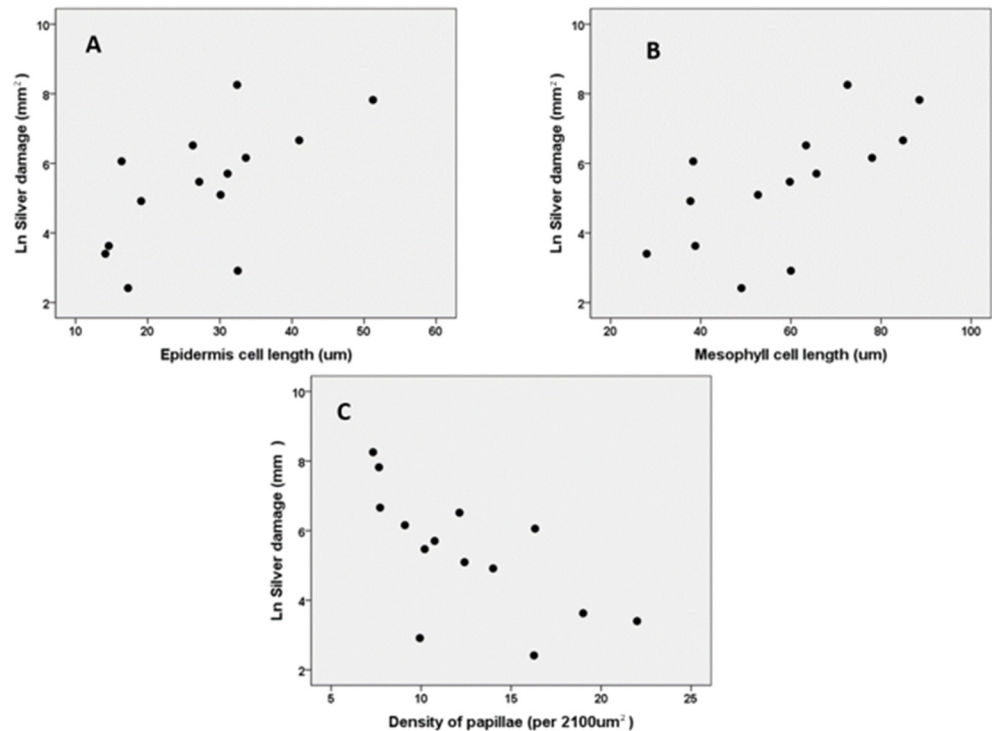 A
Ln Silver damage (mm²)
10
8
6
4
2
10 20 30 40 50 60
Epidermis cell length (um)
B
Ln Silver damage (mm²)
10
8
6
4
2
20 40 60 80 100
Mesophyll cell length (um)
C
Ln Silver damage (mm )
10
8
6
4
2
5 10 15 20 25
Density of papillae (per 2100um²)